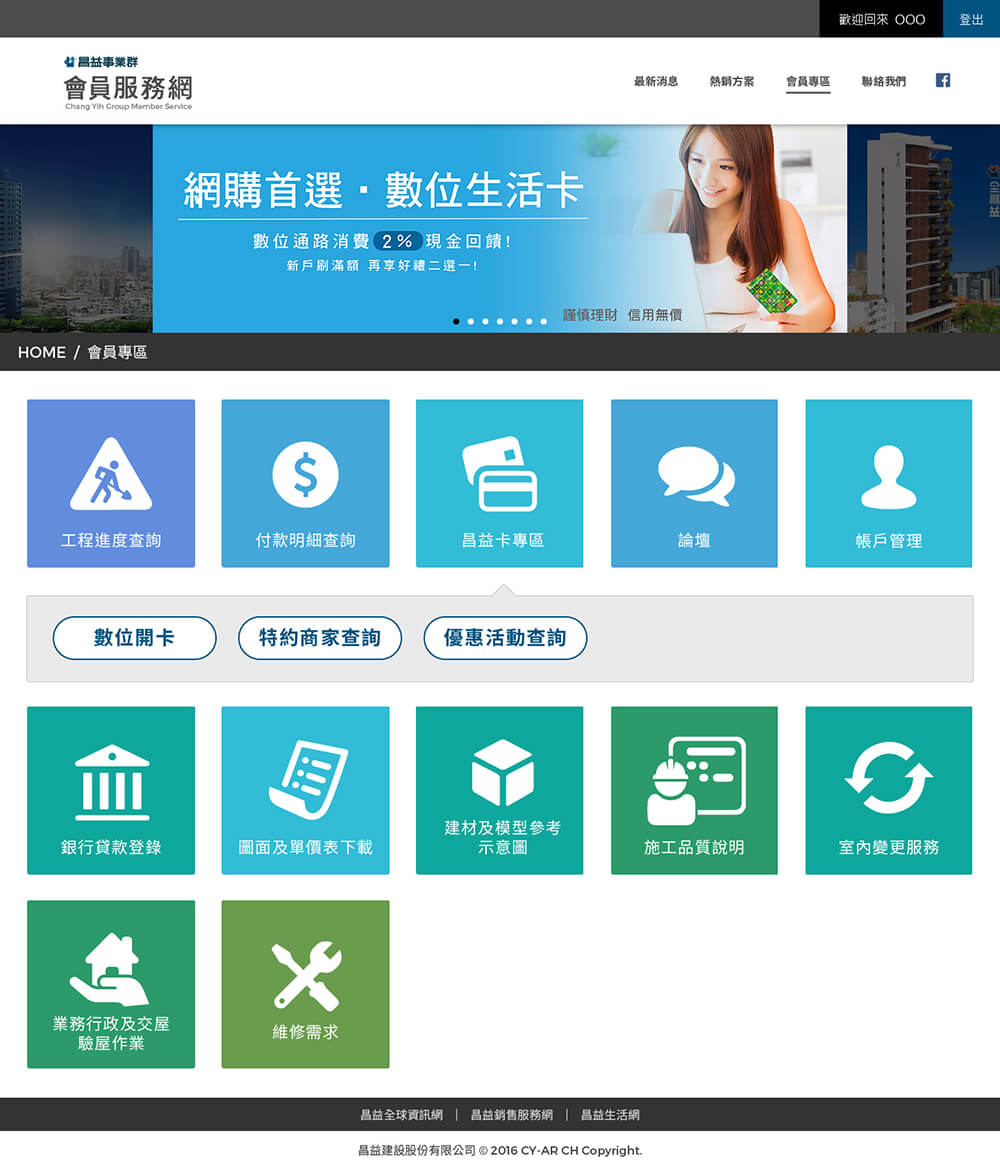 歡迎回來 OOO
登出
昌益事業群
會員服務網
Chang Yih Group Member Service
最新消息
熱銷方案
會員專區
聯絡我們
網購首選·數位生活卡
數位通路消費 2% 現金回饋!
新戶刷滿額 再享好禮二選一!
謹慎理財 信用無價
HOME / 會員專區
工程進度查詢
付款明細查詢
昌益卡專區
論壇
帳戶管理
數位開卡
特約商家查詢
優惠活動查詢
銀行貸款登錄
圖面及單價表下載
建材及模型參考
示意圖
施工品質說明
室內變更服務
業務行政及交屋
驗屋作業
維修需求
昌益全球資訊網 | 昌益銷售服務網 | 昌益生活網
昌益建設股份有限公司 © 2016 CY-AR CH Copyright.